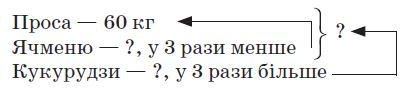 Проса — 60 кг
Ячменю — ?, у 3 рази менше
?
Кукурудзи — ?, у 3 рази більше